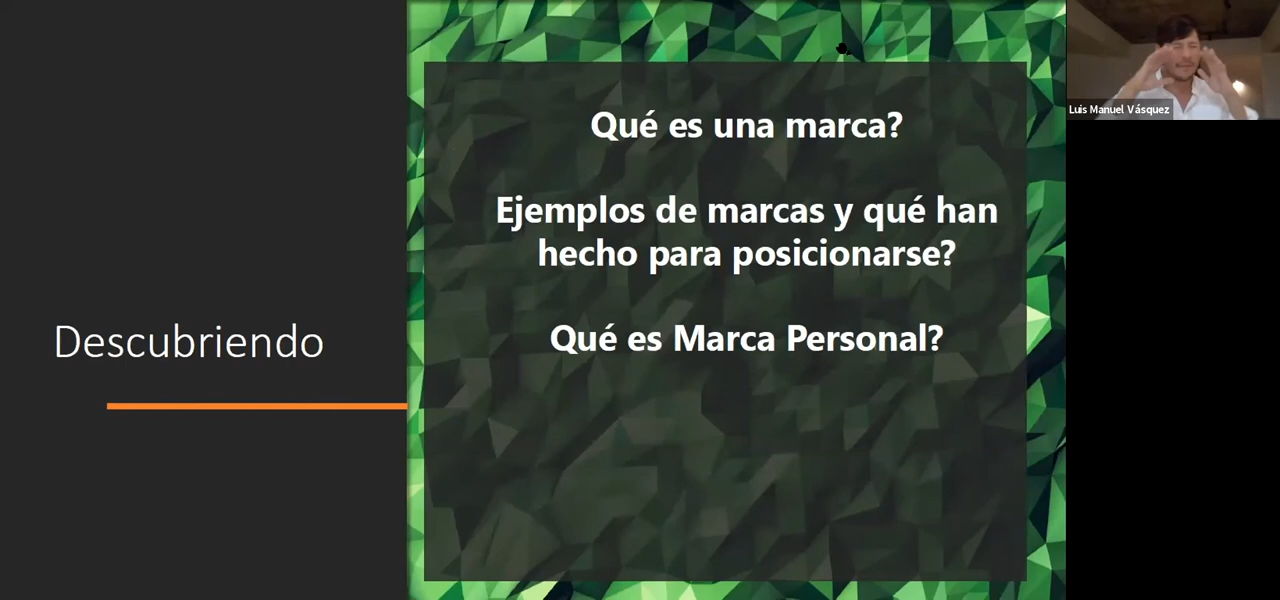 Descubriendo
Qué es una marca?
Ejemplos de marcas y qué han
hecho para posicionarse?
Qué es Marca Personal?
Luis Manuel Vásquez